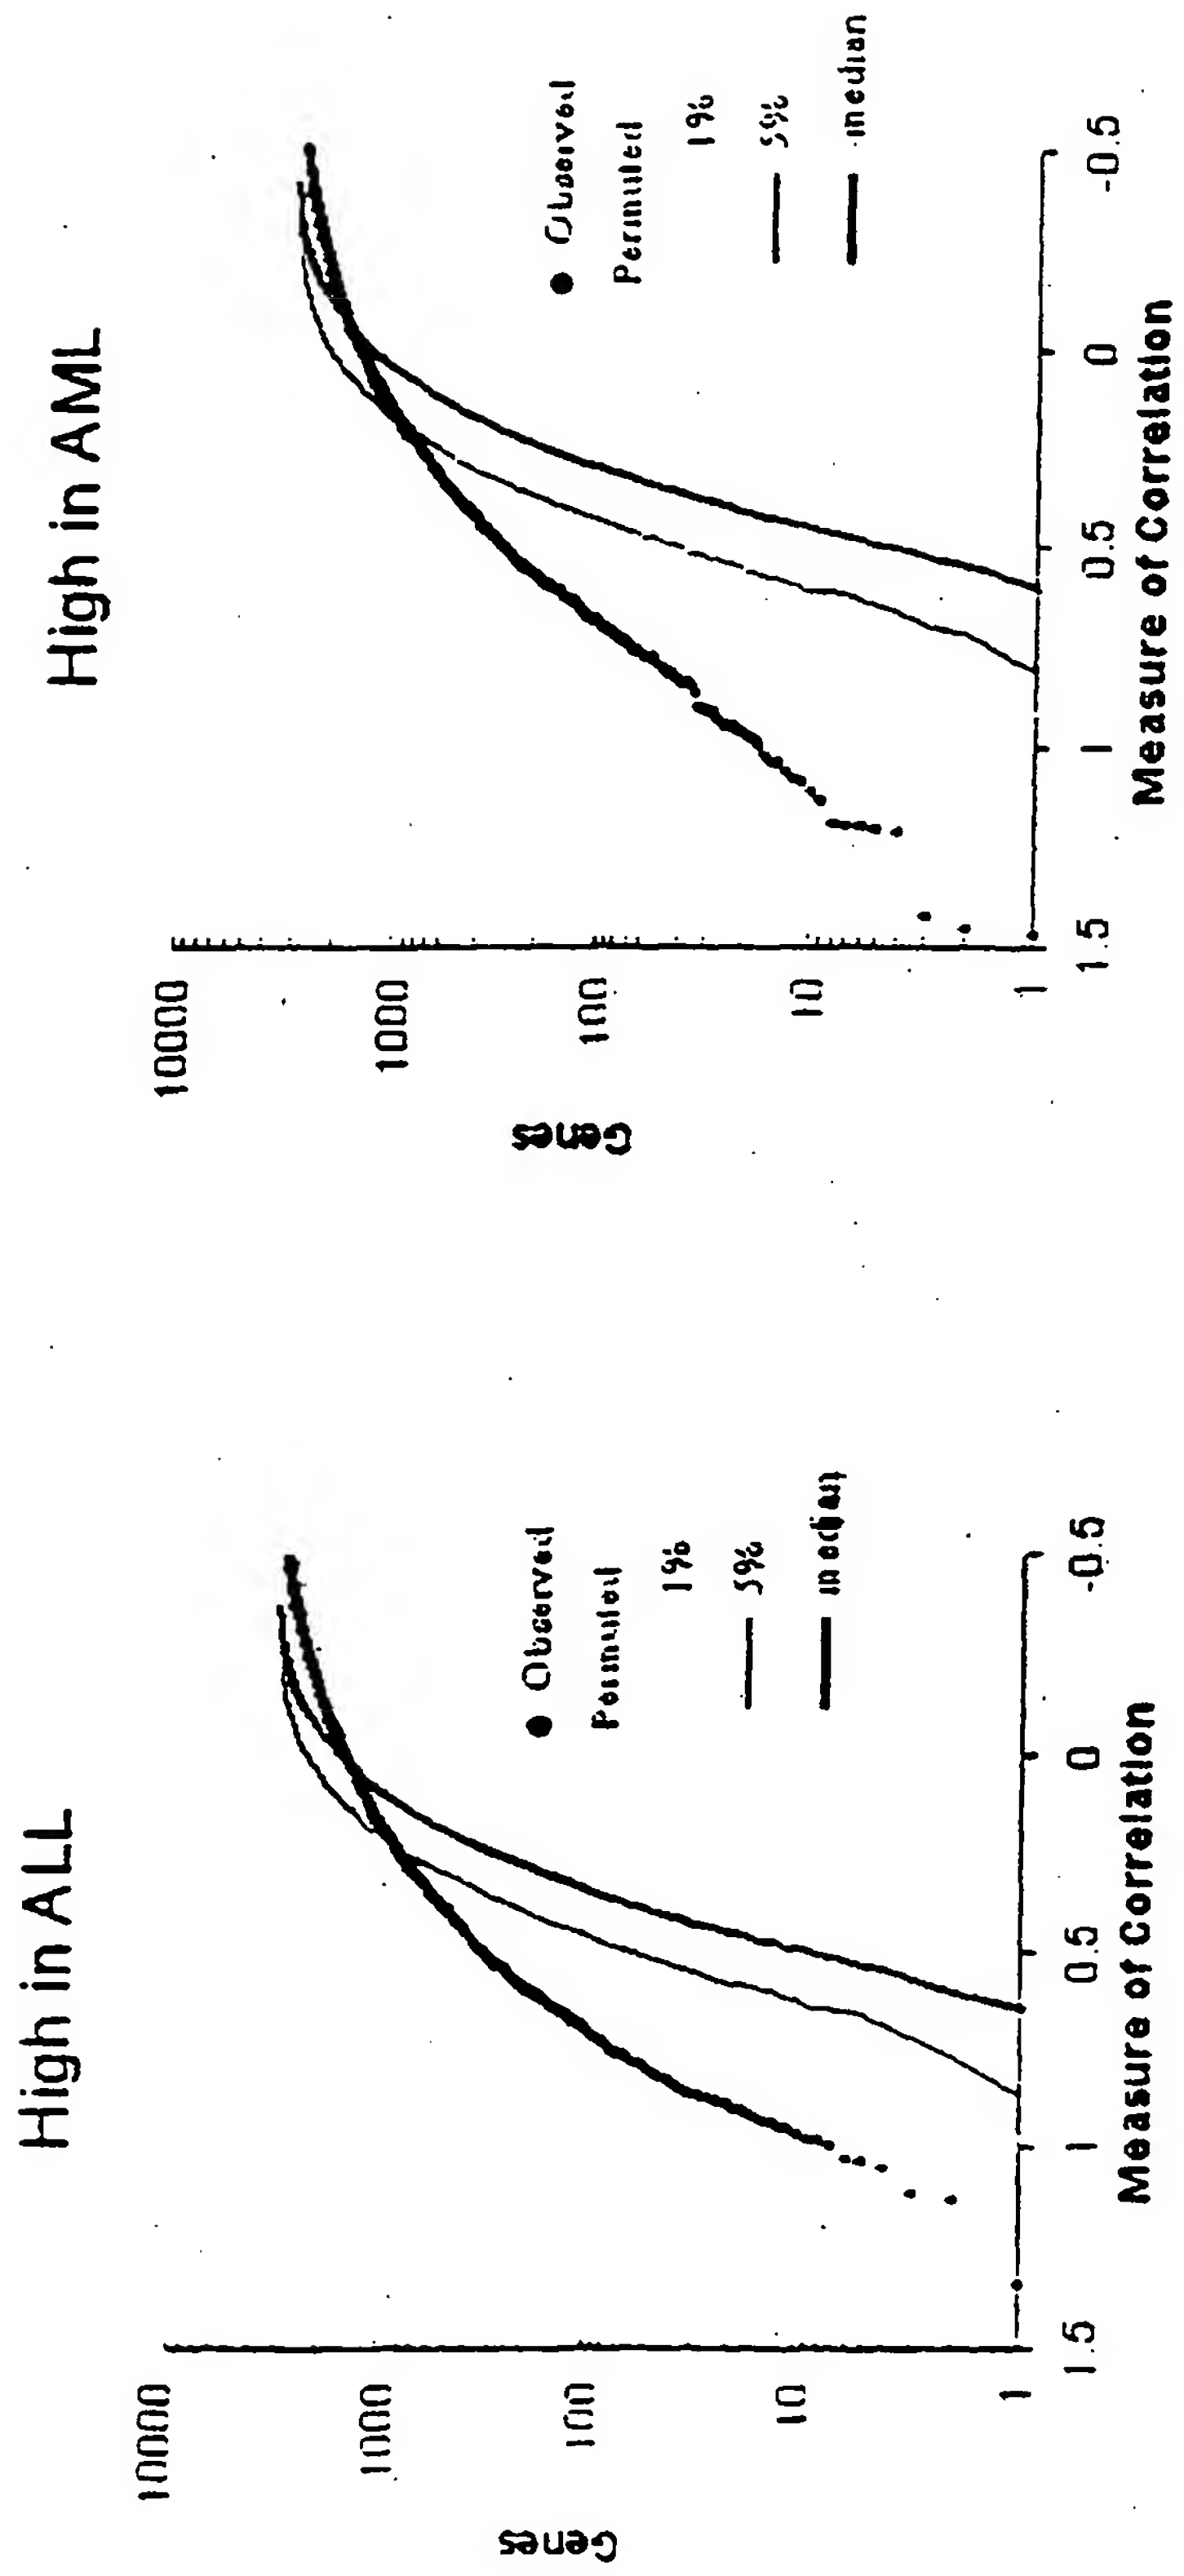 High in ALL
Genes
10000
1000
100
10
1
1.5
1
0.5
0
-0.5
Measure of Correlation
Observed
Permuted
1%
5%
median
High in AML
Genes
10000
1000
100
10
1
1.5
1
0.5
0
-0.5
Measure of Correlation
Observed
Permuted
1%
5%
median